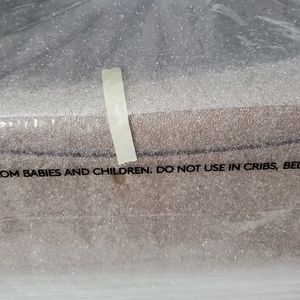 OM BABIES AND CHILDREN. DO NOT USE IN CRIBS, BED